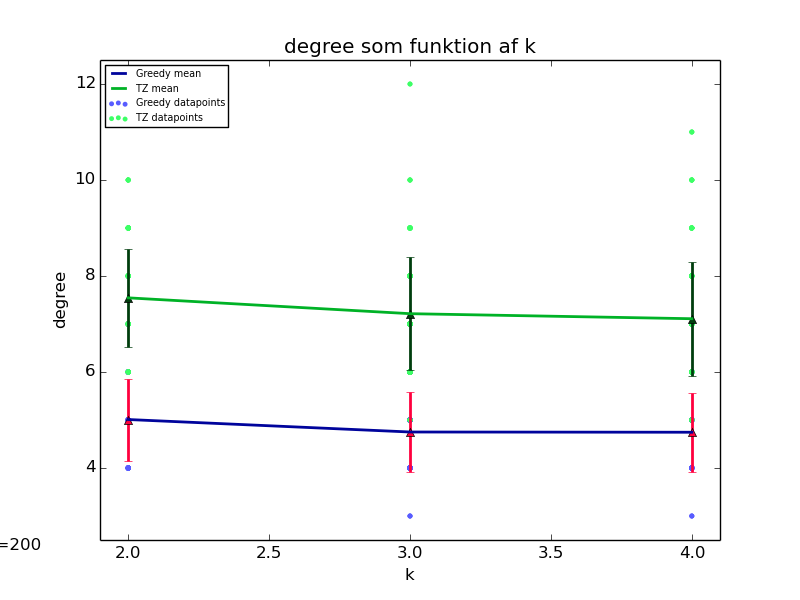 degree som funktion af k
Greedy mean
TZ mean
Greedy datapoints
TZ datapoints
12
10
8
6
4
degree
=200
2.0 2.5 3.0 3.5 4.0
k